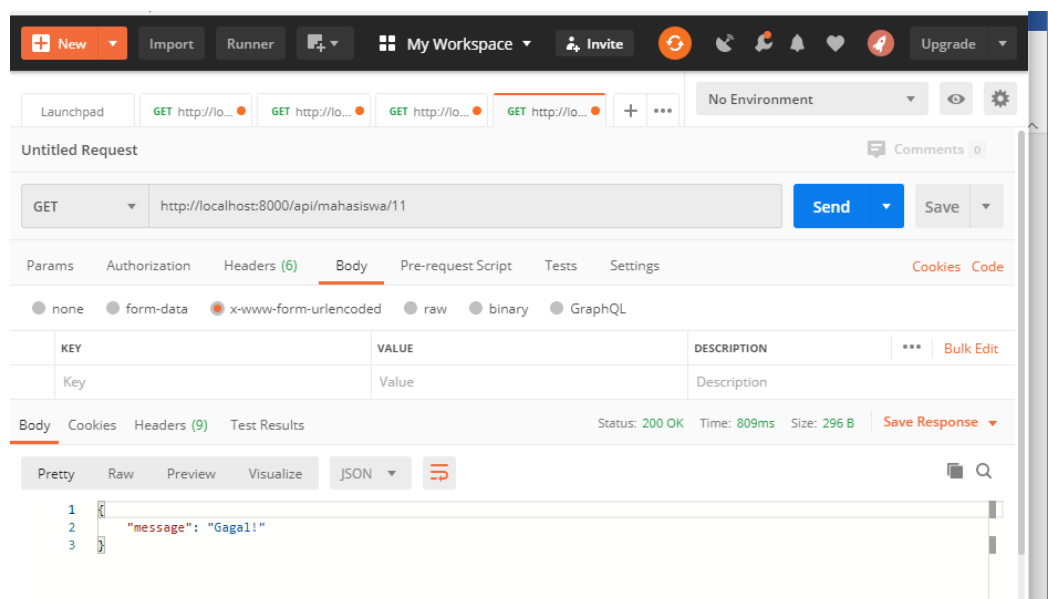 New Import Runner My Workspace Invite Upgrade
Launchpad GET http://lo... GET http://lo... GET http://lo... GET http://lo... No Environment
Untitled Request Comments 0
GET http://localhost:8000/api/mahasiswa/11 Send Save
Params Authorization Headers (6) Body Pre-request Script Tests Settings Cookies Code
none form-data x-www-form-urlencoded raw binary GraphQL
KEY VALUE DESCRIPTION Bulk Edit
Key Value Description
Body Cookies Headers (9) Test Results Status: 200 OK Time: 809ms Size: 296 B Save Response
Pretty Raw Preview Visualize JSON
1 {
2 "message": "Gagal!"
3 }